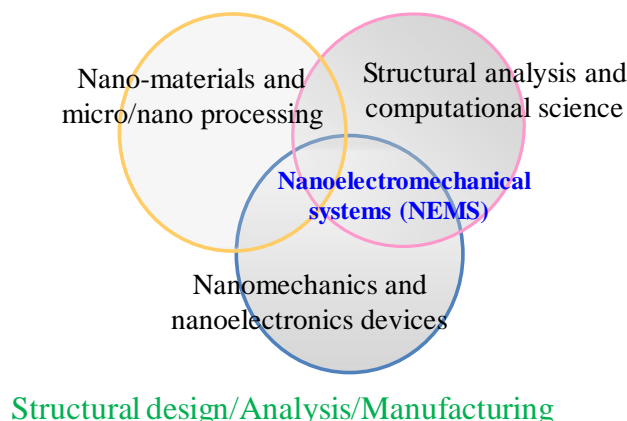 Nano-materials and
micro/nano processing
Structural analysis and
computational science
Nanoelectromechanical
systems (NEMS)
Nanomechanics and
nanoelectronics devices
Structural design/Analysis/Manufacturing